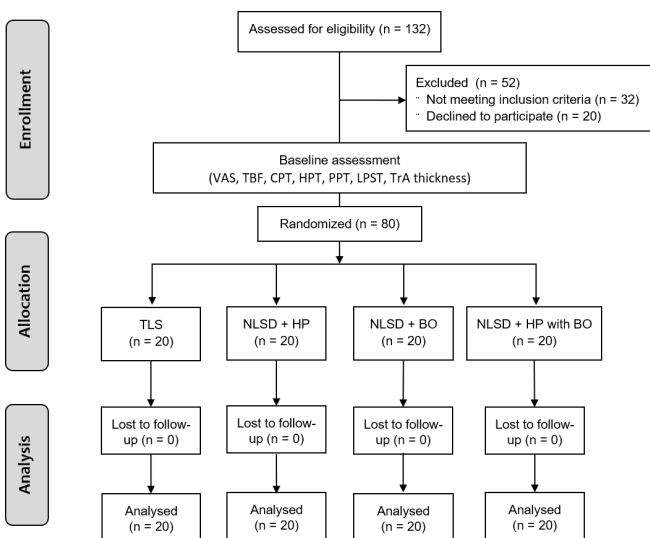 Enrollment
Assessed for eligibility (n = 132)
Excluded (n = 52)
¨ Not meeting inclusion criteria (n = 32)
¨ Declined to participate (n = 20)
Baseline assessment
(VAS, TBF, CPT, HPT, PPT, LPST, TrA thickness)
Randomized (n = 80)
Allocation
TLS
(n = 20)
NLSD + HP
(n = 20)
NLSD + BO
(n = 20)
NLSD + HP with BO
(n = 20)
Analysis
Lost to follow-
up (n = 0)
Lost to follow-
up (n = 0)
Lost to follow-
up (n = 0)
Lost to follow-
up (n = 0)
Analysed
(n = 20)
Analysed
(n = 20)
Analysed
(n = 20)
Analysed
(n = 20)